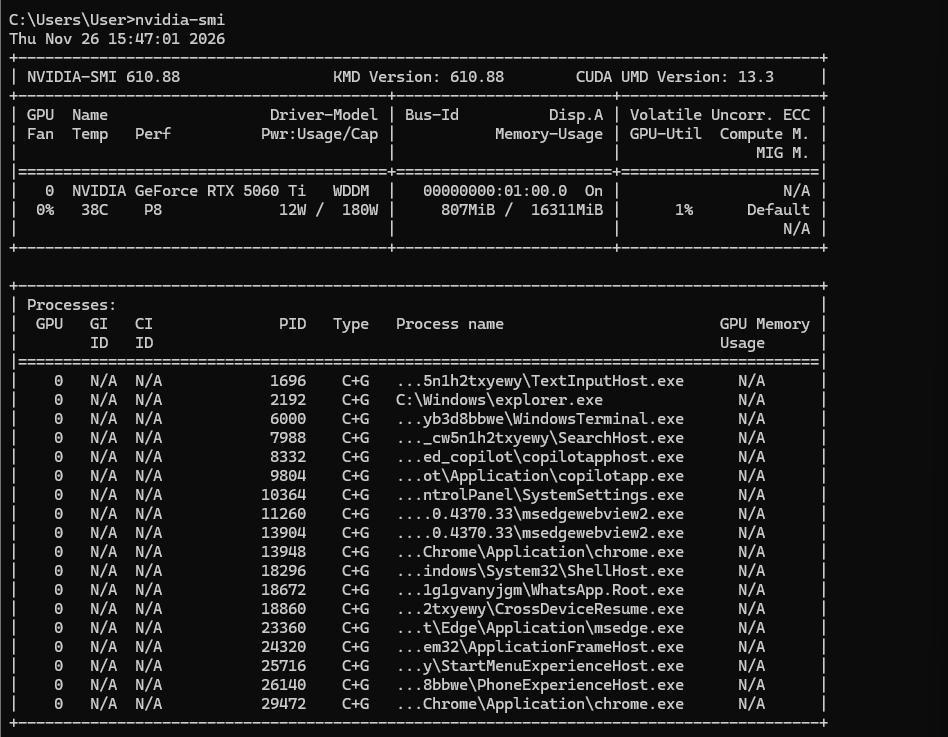 C:\Users\User>nvidia-smi
Thu Nov 26 15:47:01 2026
+-----------------------------------------------------------------------------------------+
| NVIDIA-SMI 610.88                 KMD Version: 610.88        CUDA UMD Version: 13.3     |
+-----------------------------------------+------------------------+----------------------+
| GPU  Name                  Driver-Model | Bus-Id          Disp.A | Volatile Uncorr. ECC |
| Fan  Temp   Perf          Pwr:Usage/Cap |           Memory-Usage | GPU-Util  Compute M. |
|                                         |                        |               MIG M. |
|=========================================+========================+======================|
|   0  NVIDIA GeForce RTX 5060 Ti   WDDM  |   00000000:01:00.0  On |                  N/A |
|  0%   38C    P8             12W /  180W |     807MiB /  16311MiB |      1%      Default |
|                                         |                        |                  N/A |
+-----------------------------------------+------------------------+----------------------+

+-----------------------------------------------------------------------------------------+
| Processes:                                                                              |
|  GPU   GI   CI              PID   Type   Process name                        GPU Memory |
|        ID   ID                                                               Usage      |
|=========================================================================================|
|    0   N/A  N/A            1696    C+G   ...5n1h2txyewy\TextInputHost.exe      N/A      |
|    0   N/A  N/A            2192    C+G   C:\Windows\explorer.exe               N/A      |
|    0   N/A  N/A            6000    C+G   ...yb3d8bbwe\WindowsTerminal.exe      N/A      |
|    0   N/A  N/A            7988    C+G   ..._cw5n1h2txyewy\SearchHost.exe      N/A      |
|    0   N/A  N/A            8332    C+G   ...ed_copilot\copilotapphost.exe      N/A      |
|    0   N/A  N/A            9804    C+G   ...ot\Application\copilotapp.exe      N/A      |
|    0   N/A  N/A           10364    C+G   ...ntrolPanel\SystemSettings.exe      N/A      |
|    0   N/A  N/A           11260    C+G   ....0.4370.33\msedgewebview2.exe      N/A      |
|    0   N/A  N/A           13904    C+G   ....0.4370.33\msedgewebview2.exe      N/A      |
|    0   N/A  N/A           13948    C+G   ...Chrome\Application\chrome.exe      N/A      |
|    0   N/A  N/A           18296    C+G   ...indows\System32\ShellHost.exe      N/A      |
|    0   N/A  N/A           18672    C+G   ...1g1gvanyjgm\WhatsApp.Root.exe      N/A      |
|    0   N/A  N/A           18860    C+G   ...2txyewy\CrossDeviceResume.exe      N/A      |
|    0   N/A  N/A           23360    C+G   ...t\Edge\Application\msedge.exe      N/A      |
|    0   N/A  N/A           24320    C+G   ...em32\ApplicationFrameHost.exe      N/A      |
|    0   N/A  N/A           25716    C+G   ...y\StartMenuExperienceHost.exe      N/A      |
|    0   N/A  N/A           26140    C+G   ...8bbwe\PhoneExperienceHost.exe      N/A      |
|    0   N/A  N/A           29472    C+G   ...Chrome\Application\chrome.exe      N/A      |
+-----------------------------------------------------------------------------------------+